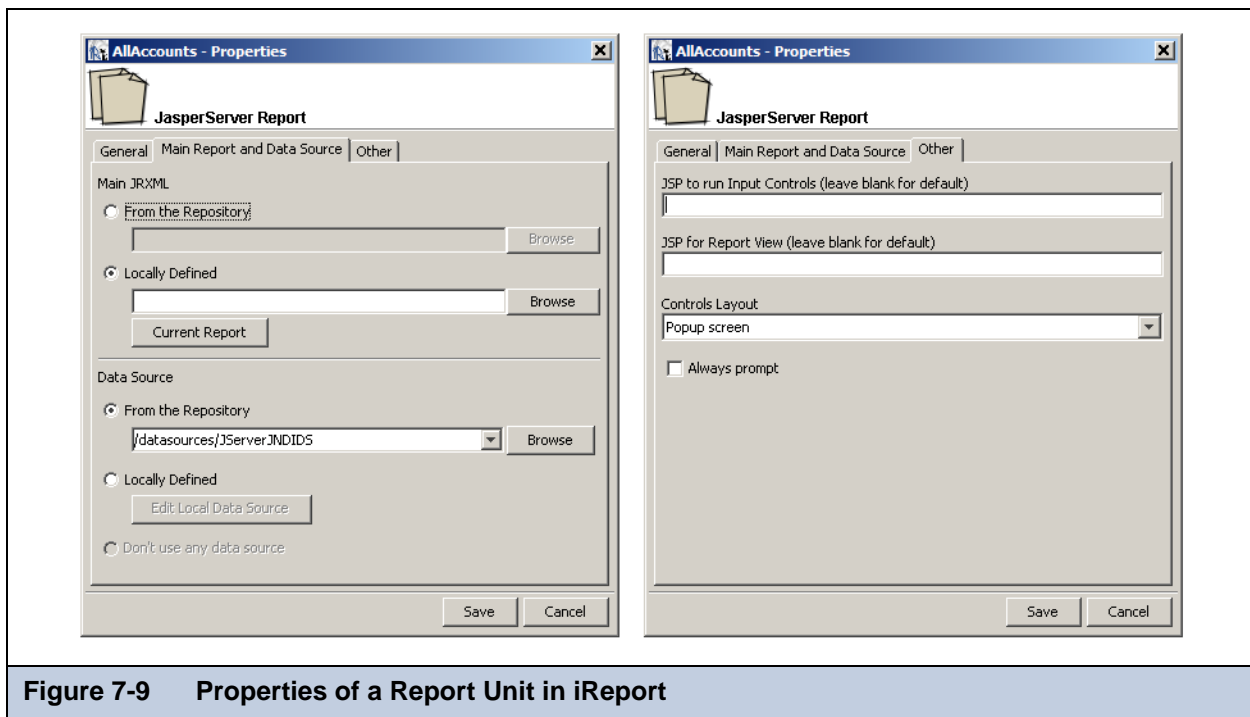 AllAccounts - Properties
JasperServer Report
General
Main Report and Data Source
Other
Main JRXML
From the Repository
Browse
Locally Defined
Browse
Current Report
Data Source
From the Repository
/datasources/JServerJNDIDS
Browse
Locally Defined
Edit Local Data Source
Don't use any data source
Save
Cancel
AllAccounts - Properties
JasperServer Report
General
Main Report and Data Source
Other
JSP to run Input Controls (leave blank for default)
JSP for Report View (leave blank for default)
Controls Layout
Popup screen
Always prompt
Save
Cancel
Figure 7-9 Properties of a Report Unit in iReport